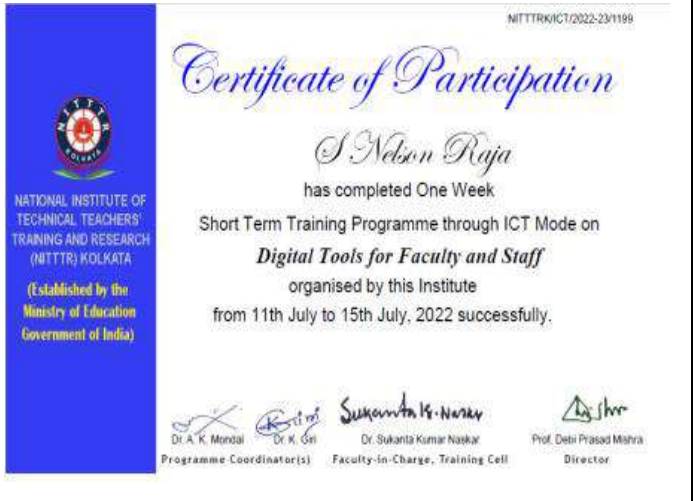 NITTTRK/ICT/2022-23/1199
Certificate of Participation
NITTTR
KOLKATA
NATIONAL INSTITUTE OF
TECHNICAL TEACHERS'
TRAINING AND RESEARCH
(NITTTR) KOLKATA
(Established by the
Ministry of Education
Government of India)
S Nelson Raja
has completed One Week
Short Term Training Programme through ICT Mode on
Digital Tools for Faculty and Staff
organised by this Institute
from 11th July to 15th July, 2022 successfully.
Sukanta K. Naskar
Dr. A. K. Mondal Dr. K. Giri Dr. Sukanta Kumar Naskar Prof. Debi Prasad Mishra
Programme Coordinator(s) Faculty-in-Charge, Training Cell Director